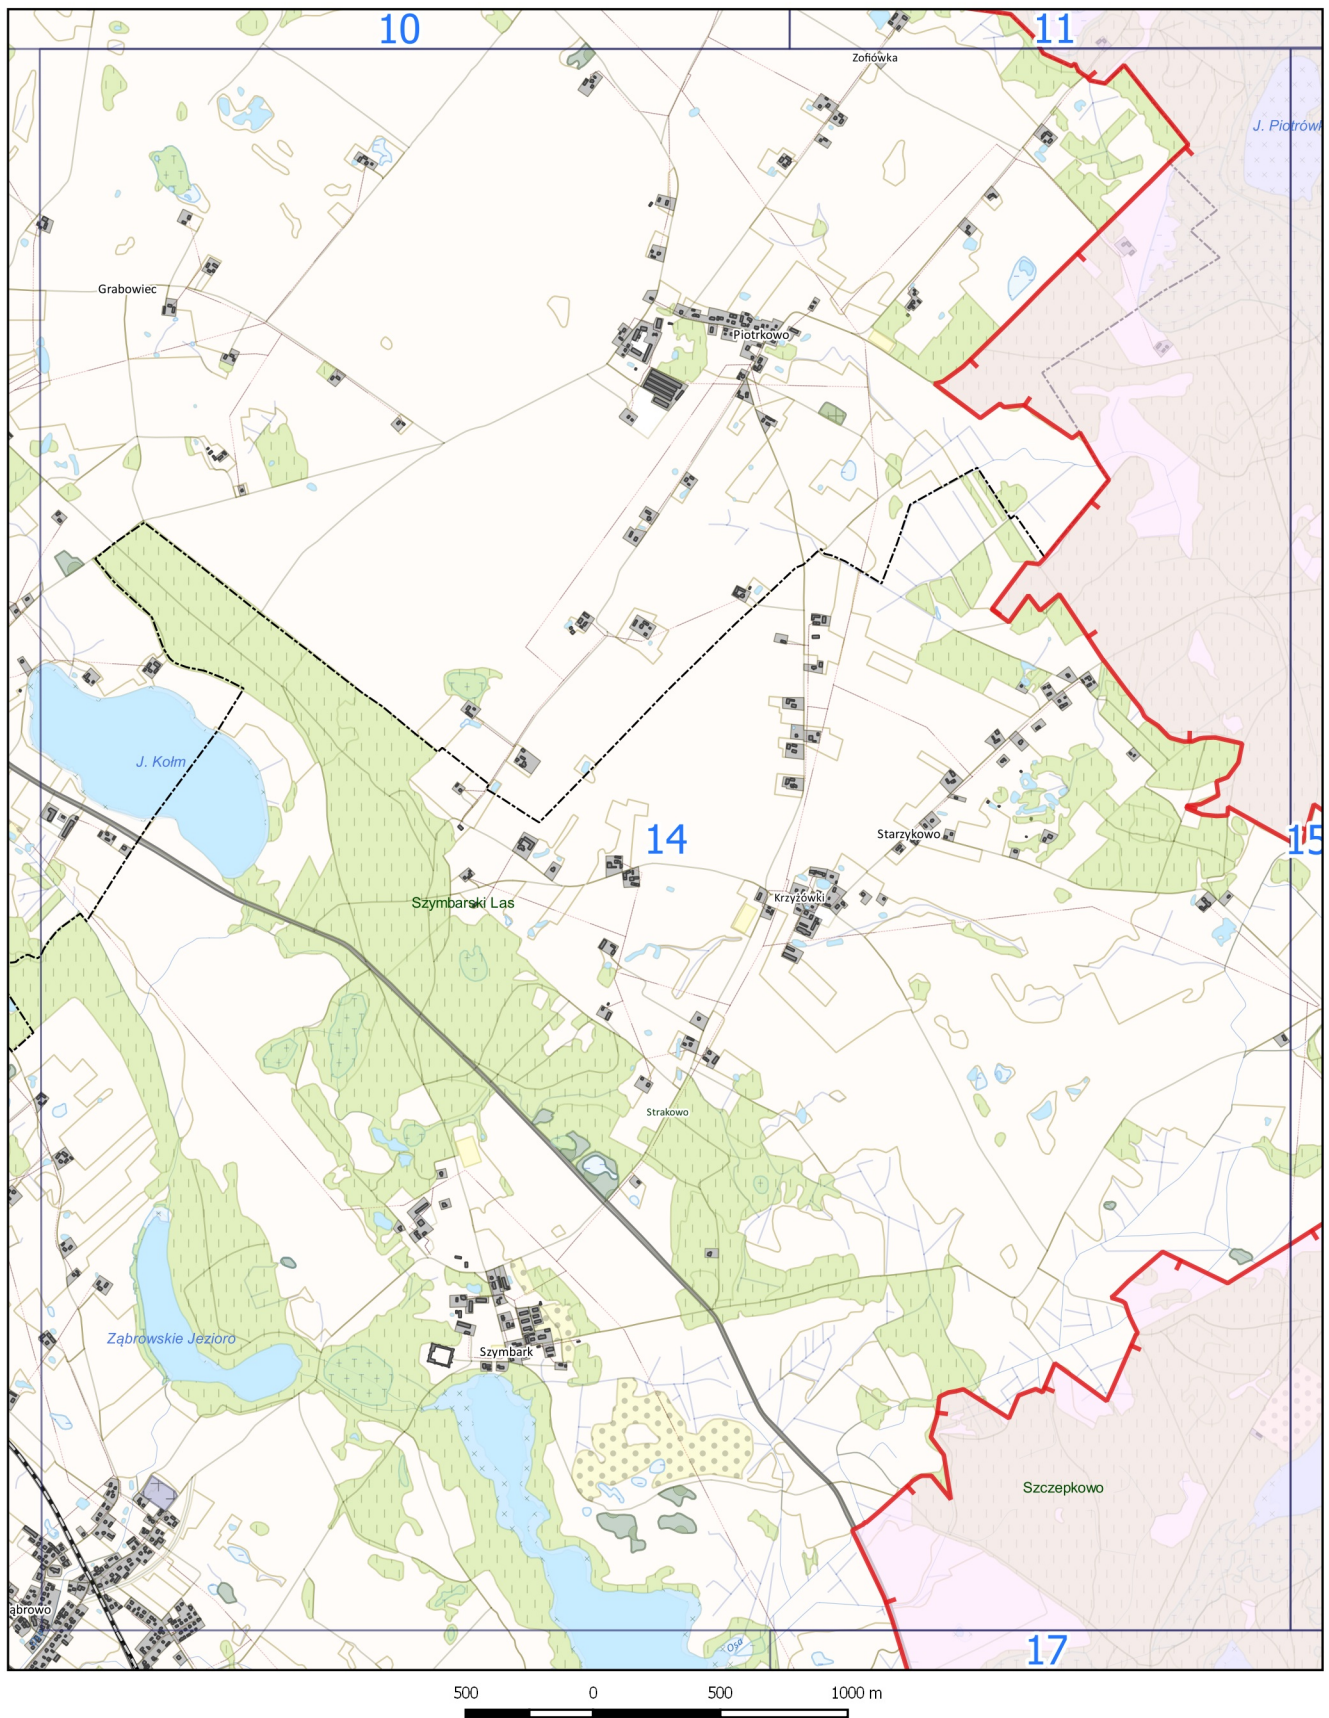 10
11
Zofiówka
J. Piotrówk
Grabowiec
Piotrkowo
J. Kołm
14
Starzykowo
15
Krzyżówki
Szymbarski Las
Strakowo
Ząbrowskie Jezioro
Szymbark
Szczepkowo
ąbrowo
Osa
17
500 0 500 1000 m